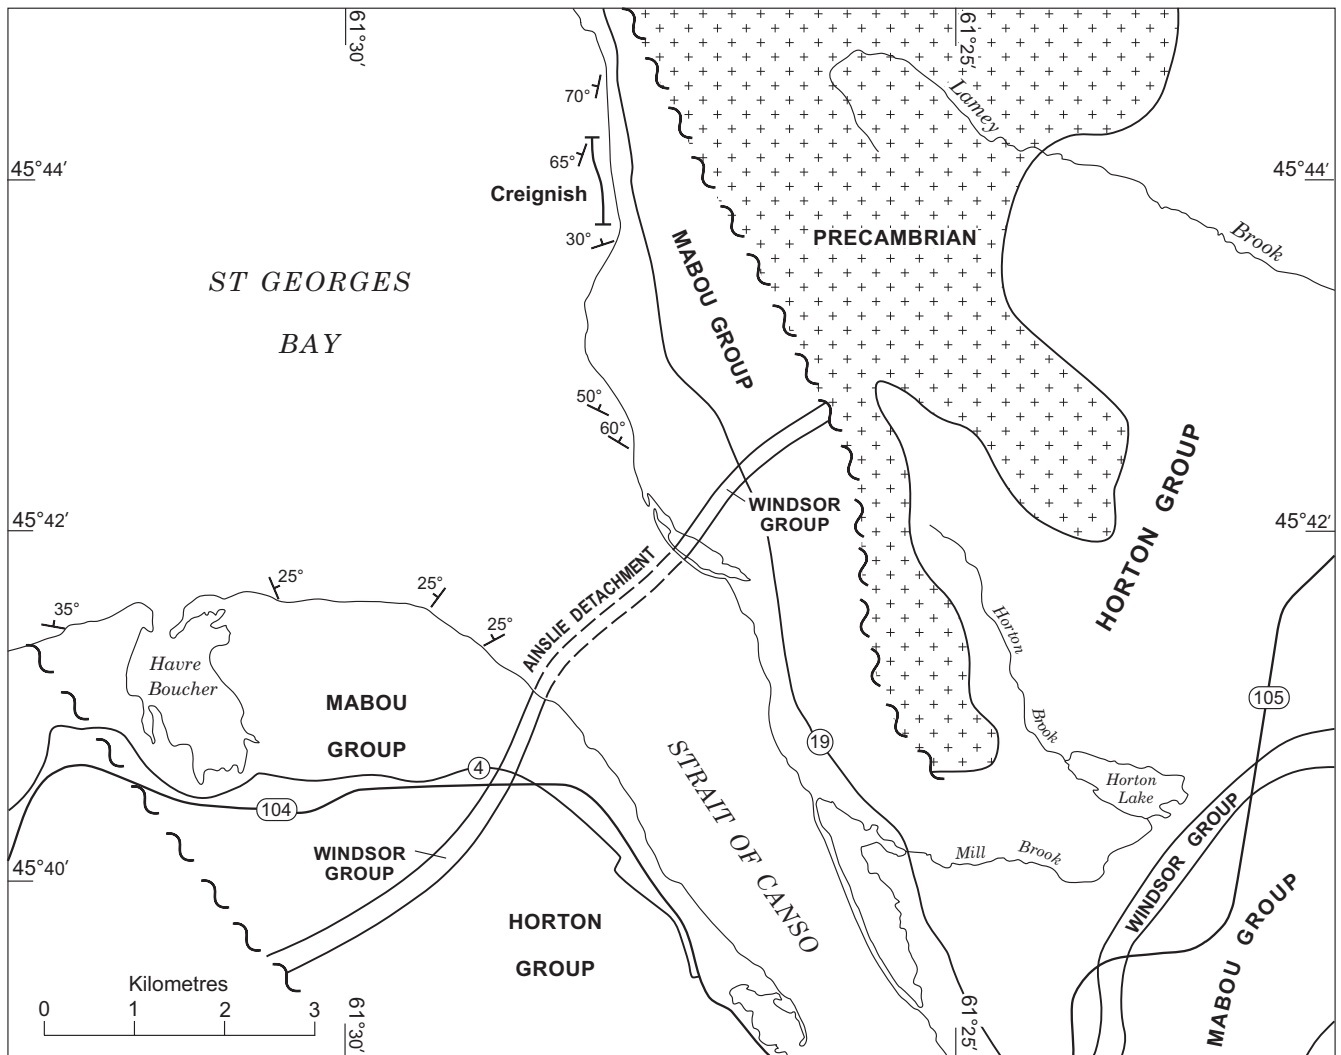 61°30′
61°25′
Lamey
70°
65°
45°44′
45°44′
Creignish
30°
PRECAMBRIAN
Brook
ST GEORGES
BAY
MABOU GROUP
50°
60°
HORTON GROUP
WINDSOR
GROUP
45°42′
45°42′
AINSLIE DETACHMENT
25°
25°
35°
25°
Horton
Brook
Havre
Boucher
MABOU
GROUP
105
19
4
STRAIT OF CANSO
Horton
Lake
104
WINDSOR GROUP
45°40′
WINDSOR
GROUP
Mill Brook
HORTON
GROUP
MABOU GROUP
Kilometres
0 1 2 3
61°30′
61°25′